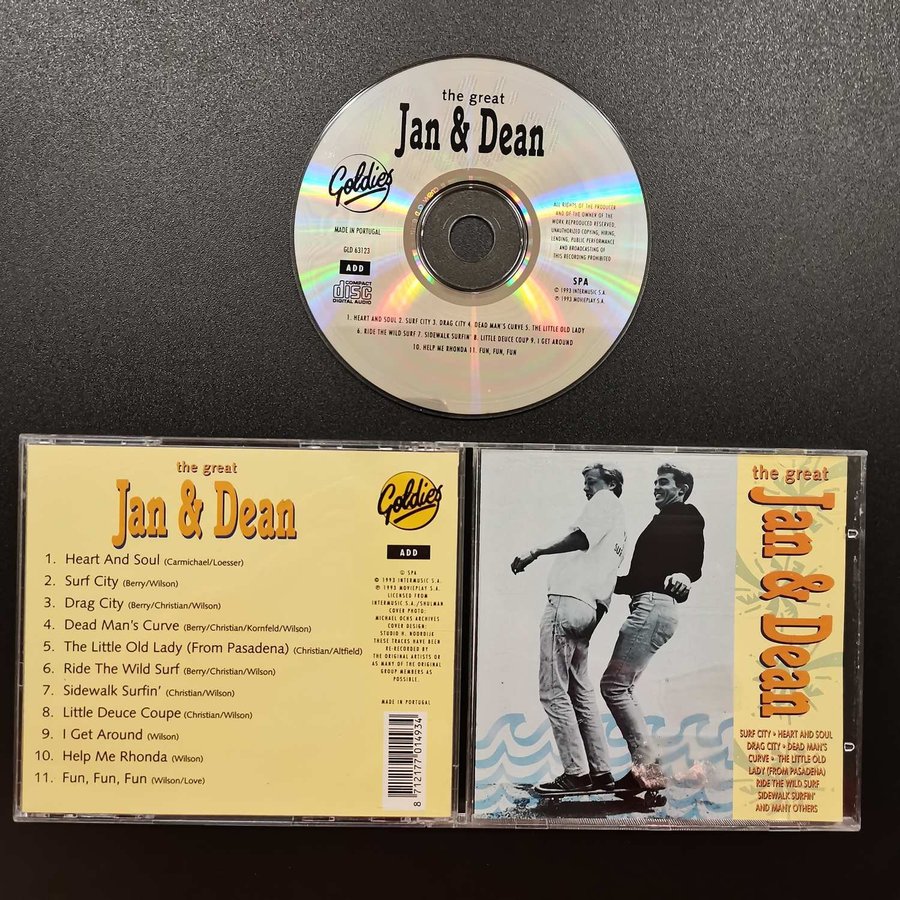 the great
Jan & Dean
Goldies
MADE IN PORTUGAL
GLD 63123
ADD
COMPACT
disc
DIGITAL AUDIO
ALL RIGHTS OF THE PRODUCER
AND OF THE OWNER OF THE
WORK REPRODUCED RESERVED,
UNAUTHORIZED COPYING, HIRING,
LENDING, PUBLIC PERFORMANCE
AND BROADCASTING OF
THIS RECORDING PROHIBITED
SPA
© 1993 INTERMUSIC S.A.
℗ 1993 MOVIEPLAY S.A.
1. HEART AND SOUL 2. SURF CITY 3. DRAG CITY 4. DEAD MAN'S CURVE 5. THE LITTLE OLD LADY
6. RIDE THE WILD SURF 7. SIDEWALK SURFIN' 8. LITTLE DEUCE COUP 9. I GET AROUND
10. HELP ME RHONDA 11. FUN, FUN, FUN
the great
Jan & Dean
1. Heart And Soul (Carmichael/Loesser)
2. Surf City (Berry/Wilson)
3. Drag City (Berry/Christian/Wilson)
4. Dead Man's Curve (Berry/Christian/Kornfeld/Wilson)
5. The Little Old Lady (From Pasadena) (Christian/Altfield)
6. Ride The Wild Surf (Berry/Christian/Wilson)
7. Sidewalk Surfin' (Christian/Wilson)
8. Little Deuce Coupe (Christian/Wilson)
9. I Get Around (Wilson)
10. Help Me Rhonda (Wilson)
11. Fun, Fun, Fun (Wilson/Love)
Goldies
ADD
© SPA
© 1993 INTERMUSIC S.A.
℗ 1993 MOVIEPLAY S.A.
LICENSED FROM
INTERMUSIC S.A./SHULMAN
COVER PHOTO:
MICHAEL OCHS ARCHIVES
COVER DESIGN:
STUDIO H. NOORDIJK
THESE TRACKS HAVE BEEN
RE-RECORDED BY
THE ORIGINAL ARTISTS OR
AS MANY OF THE ORIGINAL
GROUP MEMBERS AS
POSSIBLE.
MADE IN PORTUGAL
8 712177 014934
the great
Jan & Dean
SURF CITY • HEART AND SOUL
DRAG CITY • DEAD MAN'S
CURVE • THE LITTLE OLD
LADY (FROM PASADENA)
RIDE THE WILD SURF
SIDEWALK SURFIN'
AND MANY OTHERS